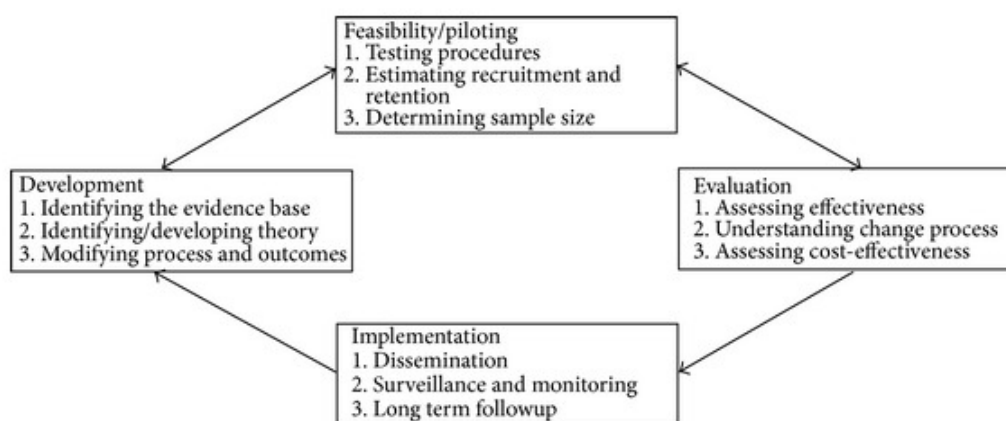 Feasibility/piloting
1. Testing procedures
2. Estimating recruitment and
retention
3. Determining sample size
Development
1. Identifying the evidence base
2. Identifying/developing theory
3. Modifying process and outcomes
Evaluation
1. Assessing effectiveness
2. Understanding change process
3. Assessing cost-effectiveness
Implementation
1. Dissemination
2. Surveillance and monitoring
3. Long term followup